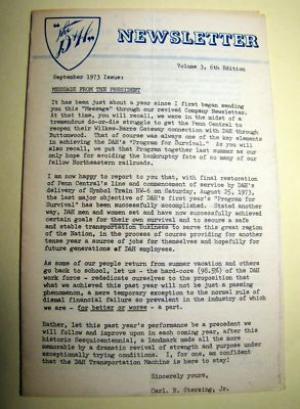 The
D&H
NEWSLETTER
Volume 3, 6th Edition
September 1973 Issue:
MESSAGE FROM THE PRESIDENT
It has been just about a year since I first began sending
you this "Message" through our revived Company Newsletter.
At that time, you will recall, we were in the midst of a
tremendous do-or-die struggle to get the Penn Central to
reopen their Wilkes-Barre Gateway connection with D&H through
Buttonwood. That of course was always one of the key elements
in achieving the D&H's "Program for Survival." As you will
also recall, we put that Program together last summer as our
only hope for avoiding the bankruptcy fate of so many of our
fellow Northeastern railroads.
I am now happy to report to you that, with final restoration
of Penn Central's line and commencement of service by D&H's
delivery of Symbol Train BW-6 on Saturday, August 25, 1973,
the last major objective of D&H's first year's "Program for
Survival" has been successfully accomplished. Stated another
way, D&H men and women set and have now successfully achieved
certain goals for their own survival and to secure a safe
and stable transportation business to serve this great region
of the Nation, in the process of course providing for another
tense year a source of jobs for themselves and hopefully for
future generations of D&H employees.
As some of our people return from summer vacation and others
go back to school, let us - the hard-core (98.5%) of the D&H
work force - rededicate ourselves to the proposition that
what we achieved this past year will not be just a passing
phenomenon, a mere temporary exception to the normal rule of
dismal financial failure so prevalent in the industry of which
we are - for better or worse - a part.
Rather, let this past year's performance be a precedent we
will follow and improve upon in each coming year, after this
historic Sesquicentennial, a landmark made all the more
memorable by a dramatic revival of strength and purpose under
exceptionally trying conditions. I, for one, am confident
that the D&H Transportation Machine is here to stay!
Sincerely yours,
Carl B. Sterzing, Jr.